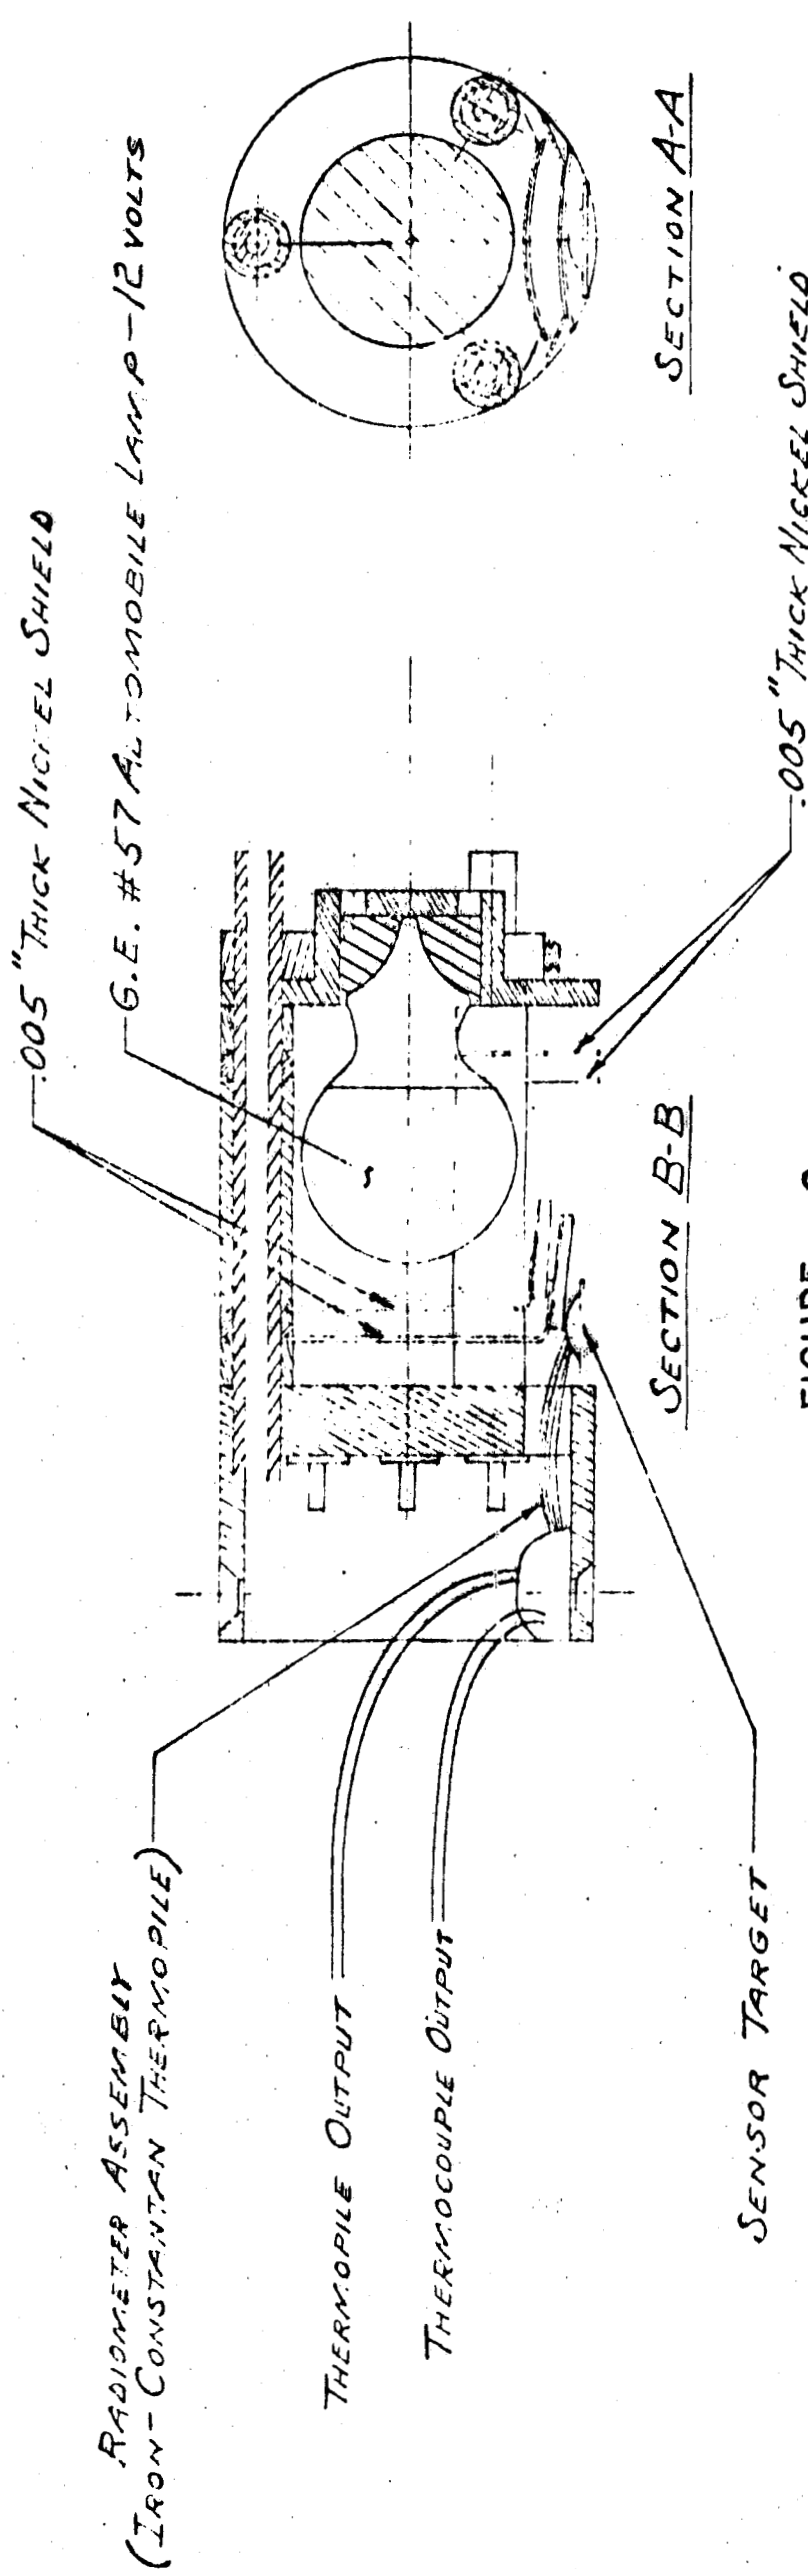 .005" THICK NICKEL SHIELD
G.E. #57 AUTOMOBILE LAMP-12 VOLTS
SECTION A-A
.005" THICK NICKEL SHIELD
SECTION B-B
RADIOMETER ASSEMBLY
(IRON-CONSTANTAN THERMOPILE)
THERMOPILE OUTPUT
THERMOCOUPLE OUTPUT
SENSOR TARGET
FIGURE